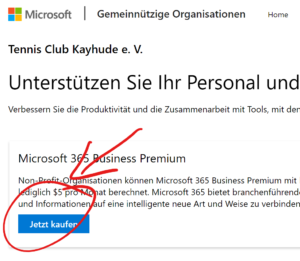 Microsoft Gemeinnützige Organisationen Home
Tennis Club Kayhude e. V.
Unterstützen Sie Ihr Personal und
Verbessern Sie die Produktivität und die Zusammenarbeit mit Tools, mit den
Microsoft 365 Business Premium
Non-Profit-Organisationen können Microsoft 365 Business Premium mit
lediglich $5 pro Monat berechnet. Microsoft 365 bietet branchenführend
und Informationen auf eine intelligente neue Art und Weise zu verbinden
Jetzt kaufen